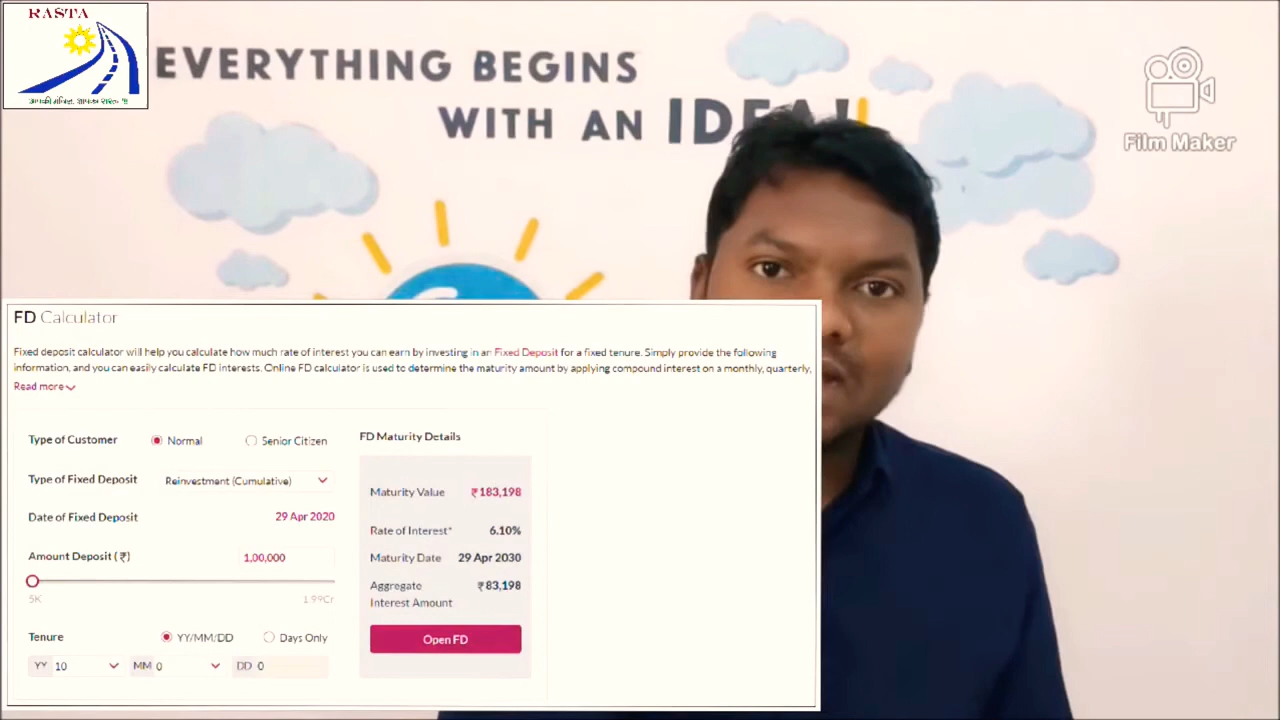 RASTA
आपकी मंजिल, आपका रास्ता
EVERYTHING BEGINS
WITH AN IDEA!
Film Maker
FD Calculator
Fixed deposit calculator will help you calculate how much rate of interest you can earn by investing in an Fixed Deposit for a fixed tenure. Simply provide the following
information, and you can easily calculate FD interests. Online FD calculator is used to determine the maturity amount by applying compound interest on a monthly, quarterly,
Read more
Type of Customer Normal Senior Citizen
Type of Fixed Deposit Reinvestment (Cumulative)
Date of Fixed Deposit 29 Apr 2020
Amount Deposit (₹) 1,00,000
5K 1.99Cr
Tenure YY/MM/DD Days Only
YY 10 MM 0 DD 0
FD Maturity Details
Maturity Value ₹183,198
Rate of Interest* 6.10%
Maturity Date 29 Apr 2030
Aggregate ₹83,198
Interest Amount
Open FD